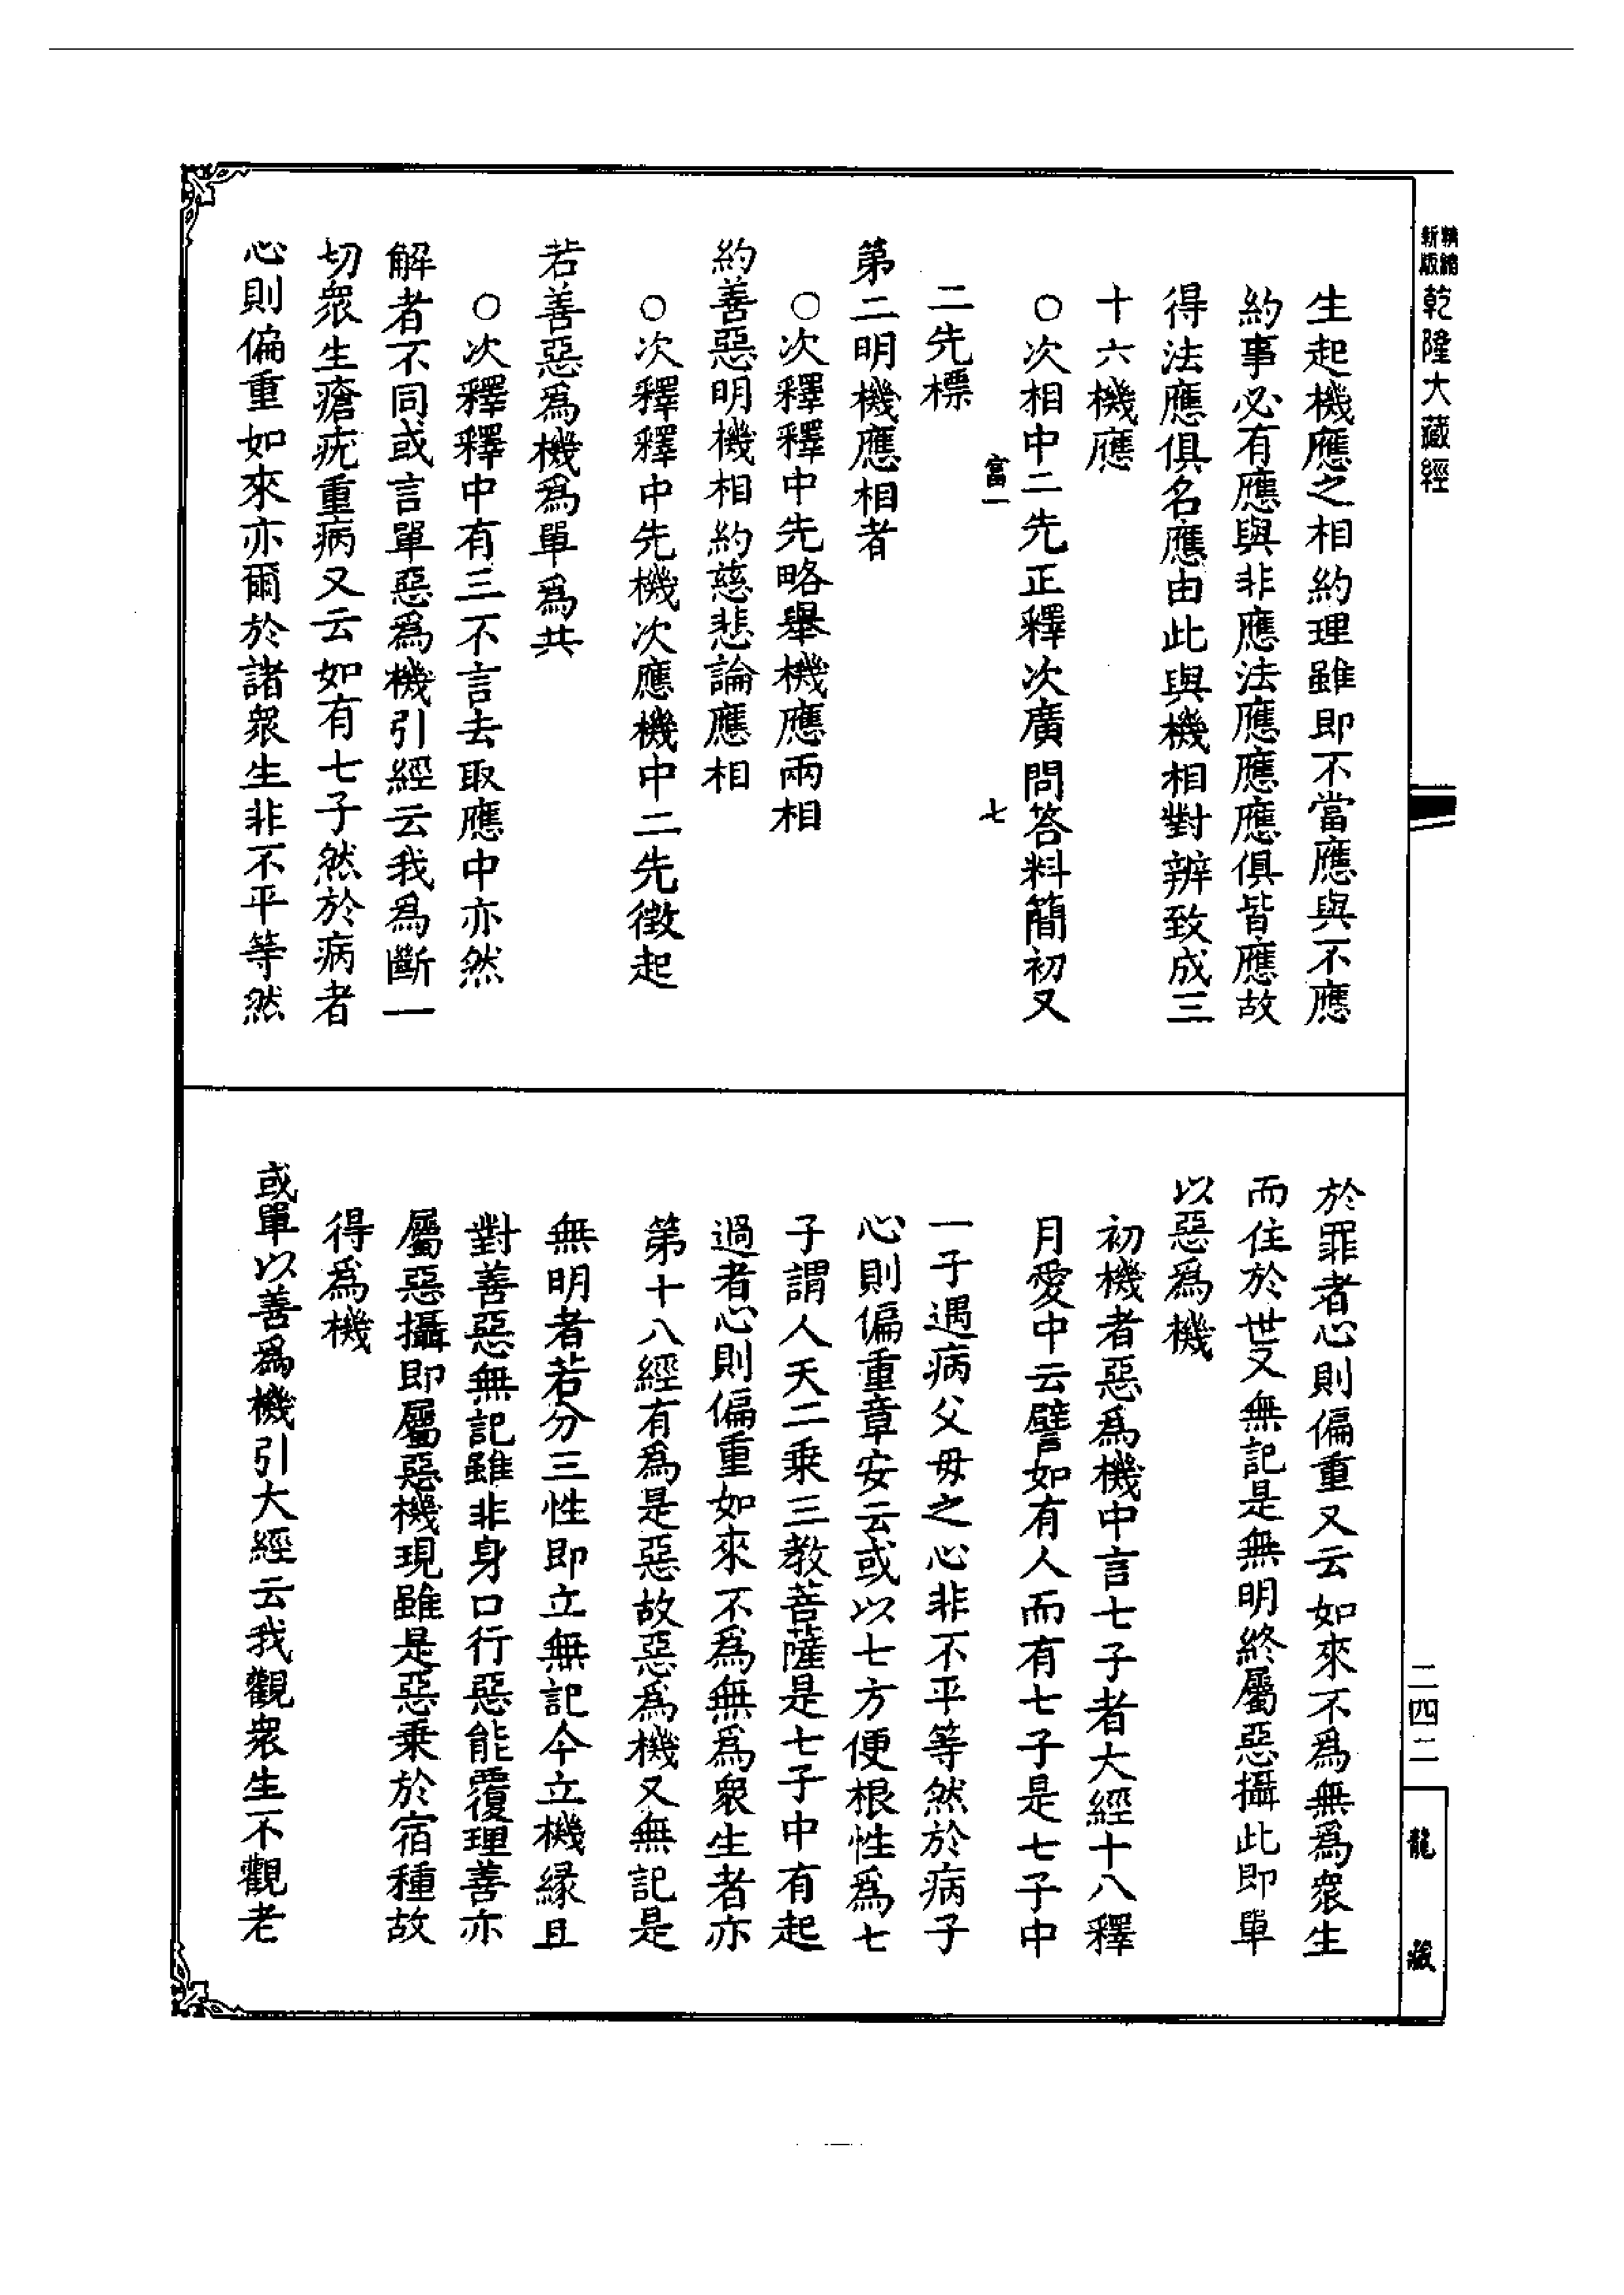 精縮
新版
乾隆大藏經
生起機應之相約理雖即不當應與不應
約事必有應與非應法應應應俱皆應故
得法應俱名應由此與機相對辨致成三
十六機應
○次相中二先正釋次廣問答料簡初又
富一
七
二先標
第二明機應相者
○次釋釋中先略舉機應兩相
約善惡明機相約慈悲論應相
○次釋釋中先機次應機中二先徵起
若善惡爲機爲單爲共
○次釋釋中有三不言去取應中亦然
解者不同或言單惡爲機引經云我爲斷一
切衆生瘡疣重病又云如有七子然於病者
心則偏重如來亦爾於諸衆生非不平等然
於罪者心則偏重又云如來不爲無爲衆生
而住於世又無記是無明終屬惡攝此即單
以惡爲機
初機者惡爲機中言七子者大經十八釋
月愛中云譬如有人而有七子是七子中
一子遇病父毋之心非不平等然於病子
心則偏重章安云或以七方便根性爲七
子謂人天二乗三教菩薩是七子中有起
過者心則偏重如來不爲無爲衆生者亦
第十八經有爲是惡故惡爲機又無記是
無明者若分三性即立無記今立機緣且
對善惡無記雖非身口行惡能覆理善亦
屬惡攝即屬惡機現雖是惡乗於宿種故
得爲機
或單以善爲機引大經云我觀衆生不觀老
二四二
龍
藏